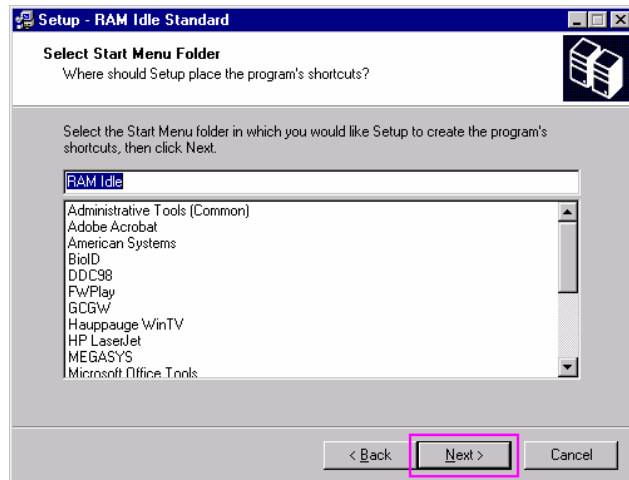 Setup - RAM Idle Standard
Select Start Menu Folder
Where should Setup place the program's shortcuts?
Select the Start Menu folder in which you would like Setup to create the program's
shortcuts, then click Next.
RAM Idle
Administrative Tools (Common)
Adobe Acrobat
American Systems
BioID
DDC98
FWPlay
GCGW
Hauppauge WinTV
HP LaserJet
MEGASYS
Microsoft Office Tools
< Back
Next >
Cancel